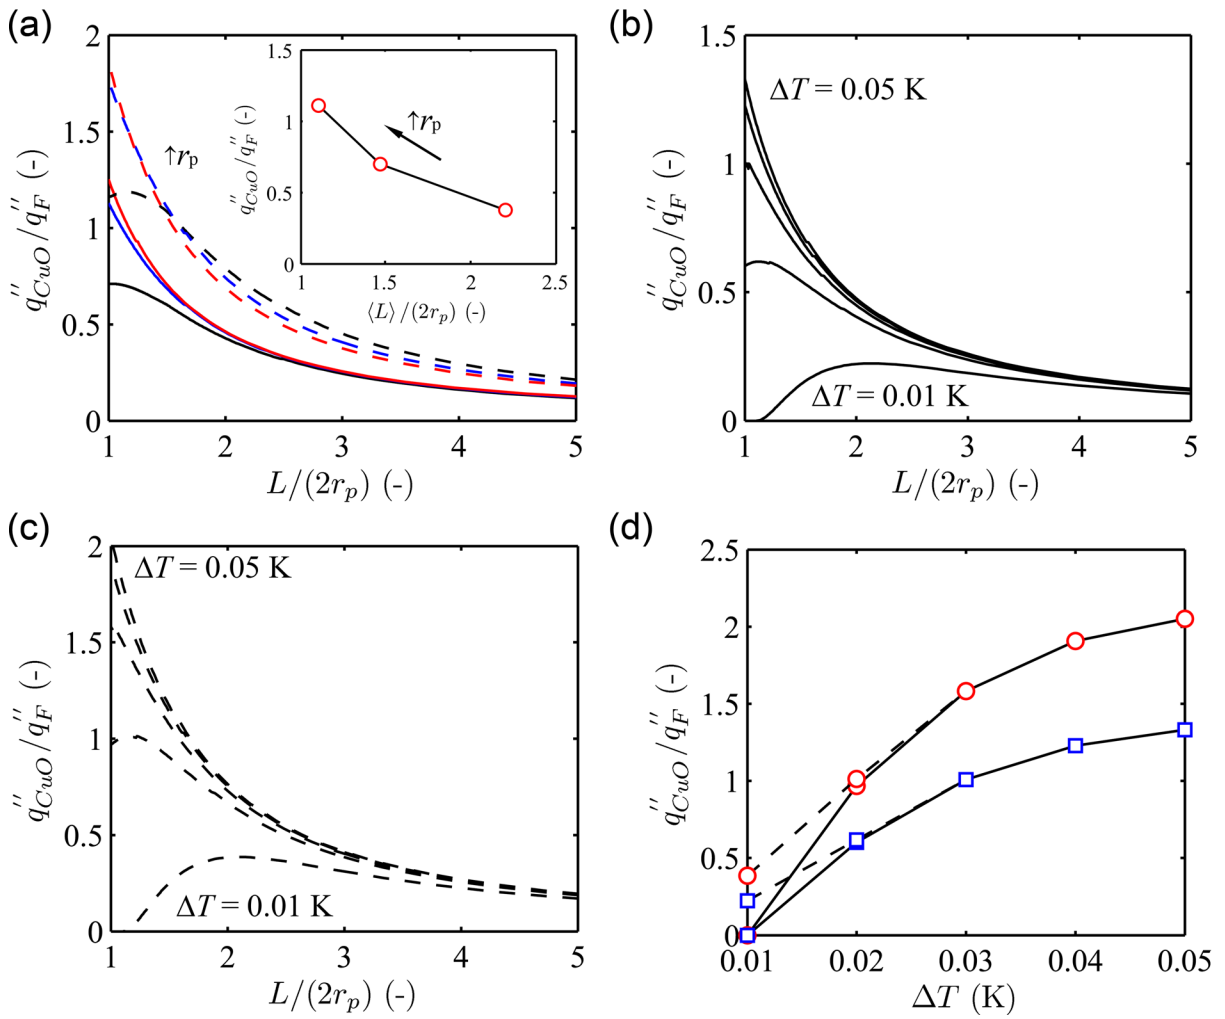 (a)
2
1.5
1
0.5
0
1 2 3 4 5
q''CuO/q''F (-)
L/(2rp) (-)
↑rp
1.5
1
0.5
0
1 1.5 2 2.5
q''CuO/q''F (-)
⟨L⟩/(2rp) (-)
↑rp
(b)
1.5
1
0.5
0
1 2 3 4 5
q''CuO/q''F (-)
L/(2rp) (-)
ΔT = 0.05 K
ΔT = 0.01 K
(c)
2
1.5
1
0.5
0
1 2 3 4 5
q''CuO/q''F (-)
L/(2rp) (-)
ΔT = 0.05 K
ΔT = 0.01 K
(d)
2.5
2
1.5
1
0.5
0
0.01 0.02 0.03 0.04 0.05
q''CuO/q''F (-)
ΔT (K)